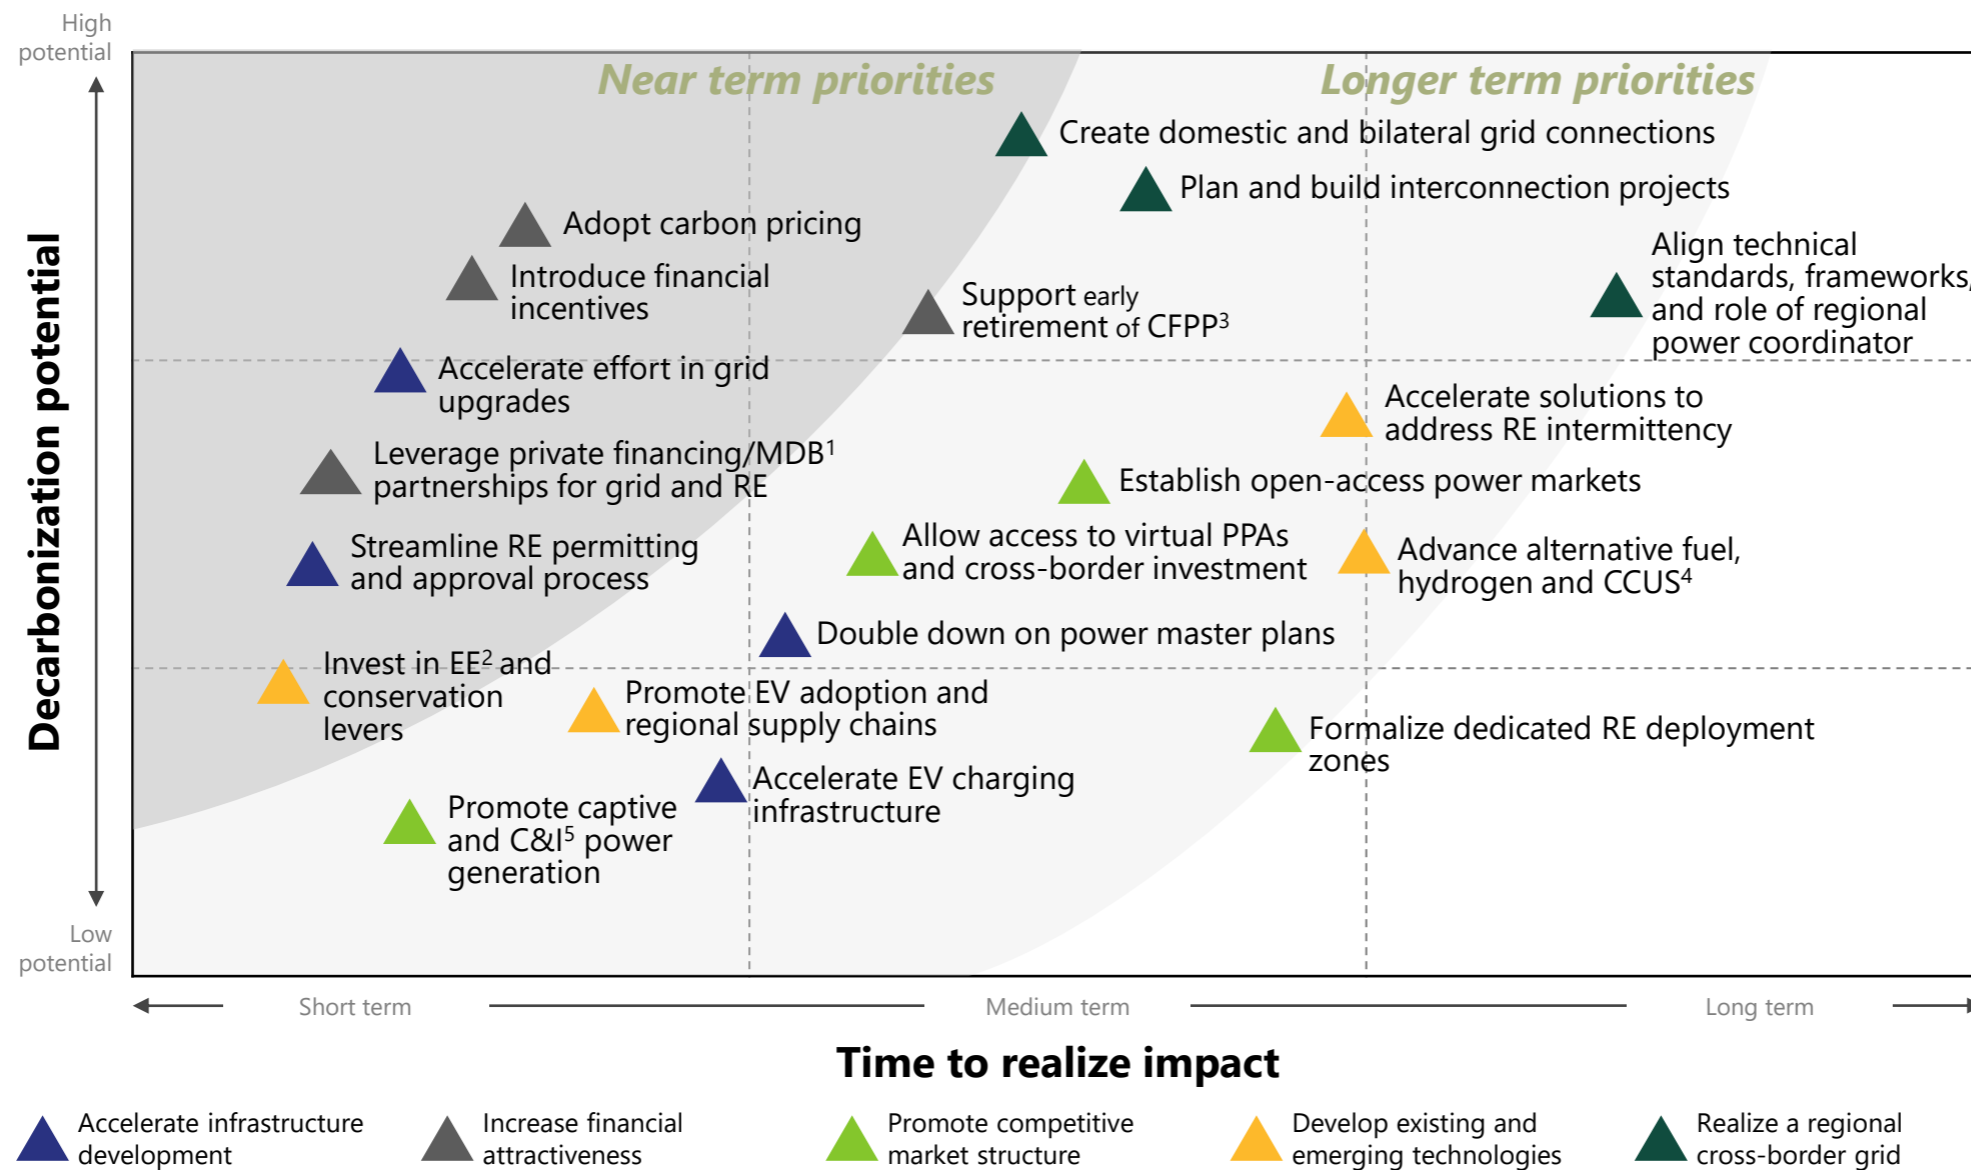 High
potential
Near term priorities
Longer term priorities
Create domestic and bilateral grid connections
Plan and build interconnection projects
Adopt carbon pricing
Introduce financial
incentives
Support early
retirement of CFPP³
Align technical
standards, frameworks,
and role of regional
power coordinator
Accelerate effort in grid
upgrades
Accelerate solutions to
address RE intermittency
Leverage private financing/MDB¹
partnerships for grid and RE
Establish open-access power markets
Streamline RE permitting
and approval process
Allow access to virtual PPAs
and cross-border investment
Advance alternative fuel,
hydrogen and CCUS⁴
Double down on power master plans
Invest in EE² and
conservation
levers
Promote EV adoption and
regional supply chains
Formalize dedicated RE deployment
zones
Accelerate EV charging
infrastructure
Promote captive
and C&I⁵ power
generation
Decarbonization potential
Low
potential
Short term
Medium term
Long term
Time to realize impact
Accelerate infrastructure
development
Increase financial
attractiveness
Promote competitive
market structure
Develop existing and
emerging technologies
Realize a regional
cross-border grid